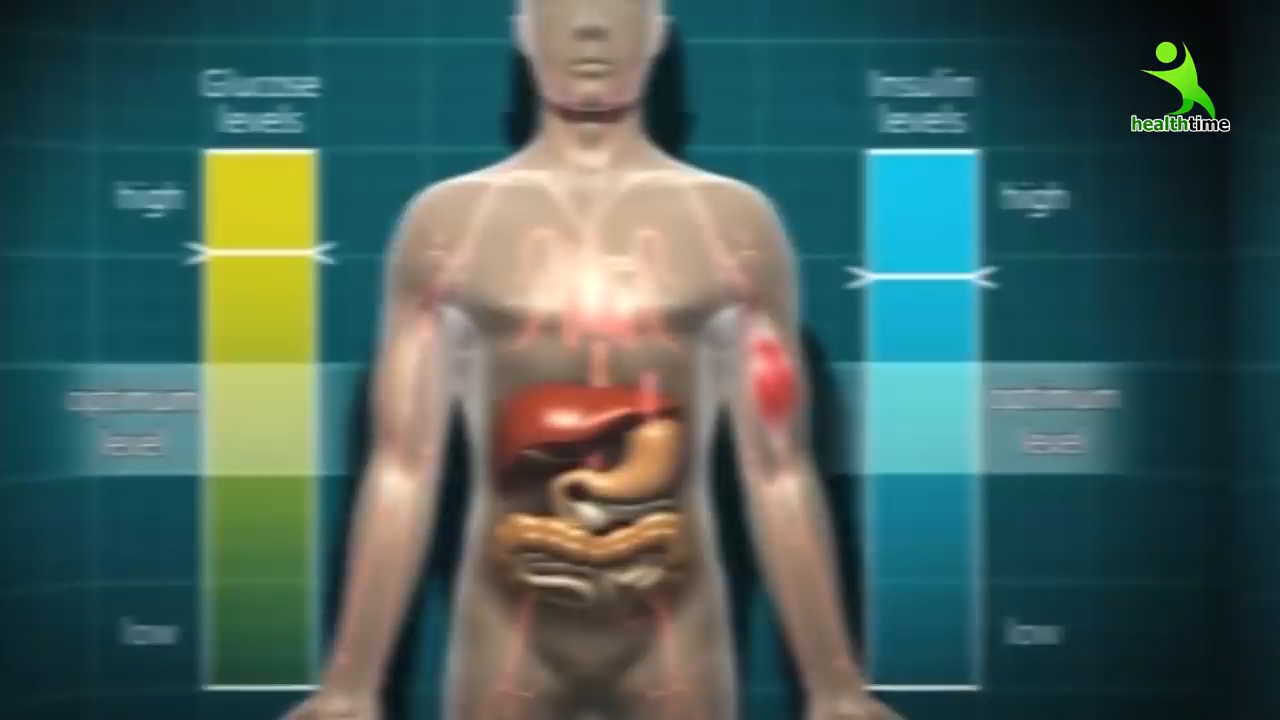 Glucose
levels
high
optimum
level
low
Insulin
levels
high
optimum
level
low
healthtime